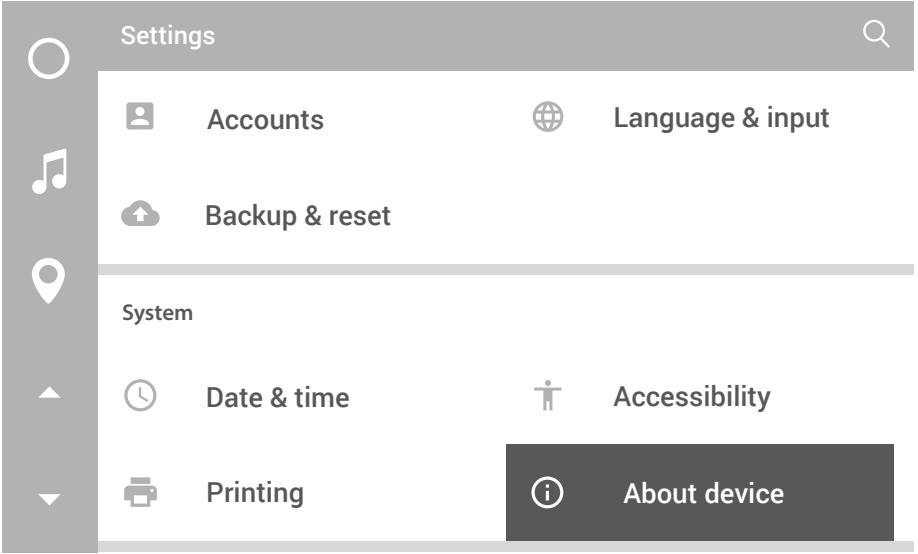 Settings
Accounts
Language & input
Backup & reset
System
Date & time
Accessibility
Printing
About device